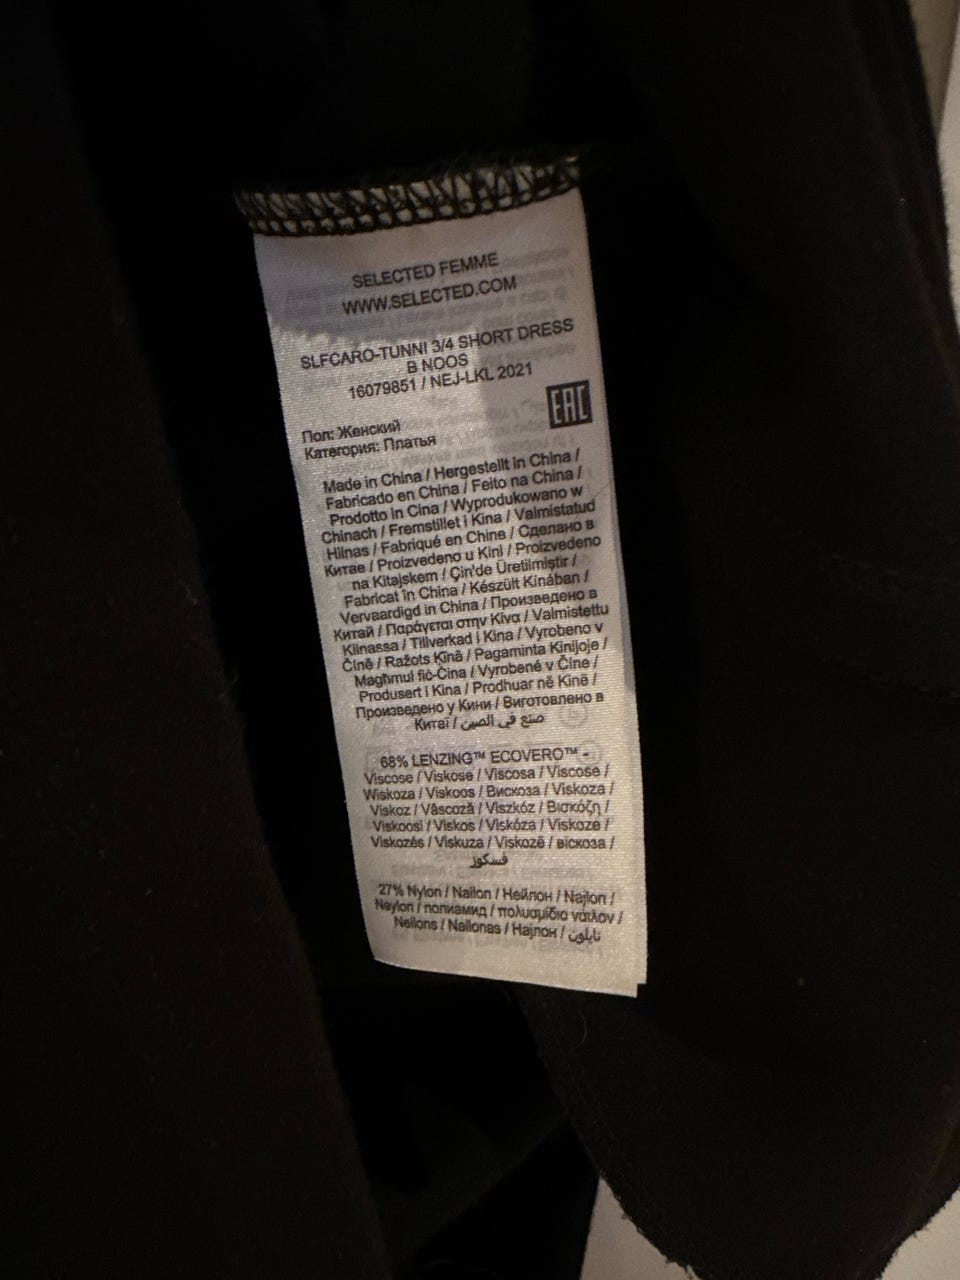 SELECTED FEMME
WWW.SELECTED.COM
SLFCARO-TUNNI 3/4 SHORT DRESS
B NOOS
16079851 / NEJ-LKL 2021
EAC
Пол: Женский
Категория: Платья
Made in China / Hergestellt in China /
Fabricado en China / Feito na China /
Prodotto in Cina / Wyprodukowano w
Chinach / Fremstillet i Kina / Valmistatud
Hiinas / Fabriqué en Chine / Сделано в
Китае / Proizvedeno u Kini / Proizvedeno
na Kitajskem / Çin'de Üretilmiştir /
Fabricat în China / Készült Kínában /
Vervaardigd in China / Произведено в
Китай / Παράγεται στην Κίνα / Valmistettu
Kiinassa / Tillverkad i Kina / Vyrobeno v
Číně / Ražots Ķīnā / Pagaminta Kinijoje /
Magħmul fiċ-Ċina / Vyrobené v Číne /
Produsert i Kina / Prodhuar në Kinë /
Произведено у Кини / Виготовлено в
Китаї / صنع في الصين
68% LENZING™ ECOVERO™ -
Viscose / Viskose / Viscosa / Viscose /
Wiskoza / Viskoos / Вискоза / Viskoza /
Viskoz / Vâscoză / Viszkóz / Βισκόζη /
Viskoosi / Viskos / Viskóza / Viskoze /
Viskozės / Viskuza / Viskozë / віскоза /
فسكوز
27% Nylon / Nailon / Нейлон / Najlon /
Naylon / полиамид / πολυαμίδιο νάιλον /
Neilons / Nailonas / Најлон / نايلون